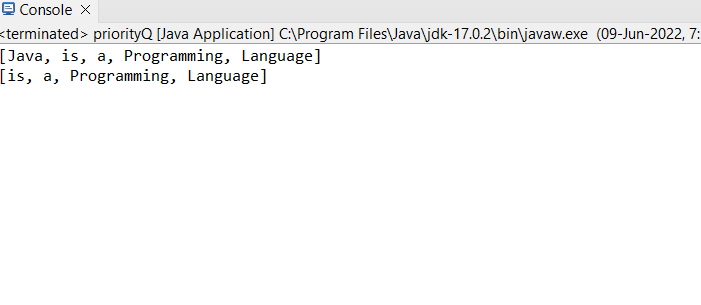 Console
<terminated> priorityQ [Java Application] C:\Program Files\Java\jdk-17.0.2\bin\javaw.exe (09-Jun-2022, 7:
[Java, is, a, Programming, Language]
[is, a, Programming, Language]